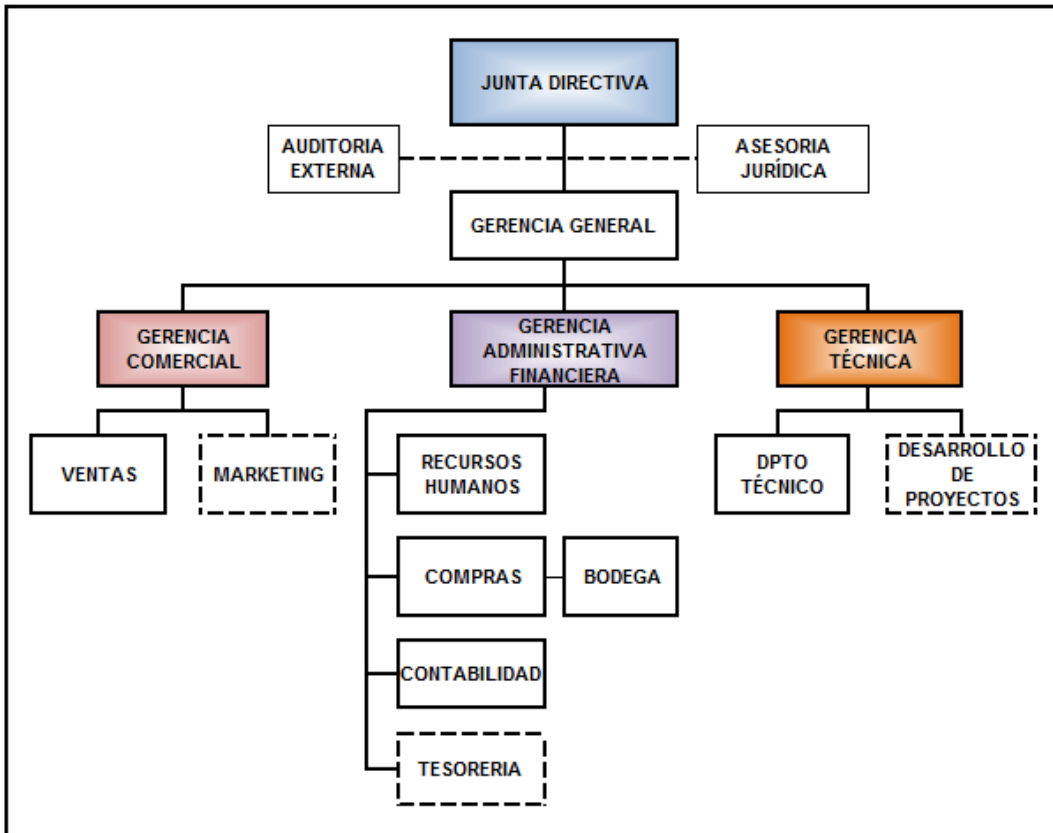 JUNTA DIRECTIVA
AUDITORIA
EXTERNA
ASESORIA
JURÍDICA
GERENCIA GENERAL
GERENCIA
COMERCIAL
GERENCIA
ADMINISTRATIVA
FINANCIERA
GERENCIA
TÉCNICA
VENTAS
MARKETING
RECURSOS
HUMANOS
DPTO
TÉCNICO
DESARROLLO
DE
PROYECTOS
COMPRAS
BODEGA
CONTABILIDAD
TESORERIA